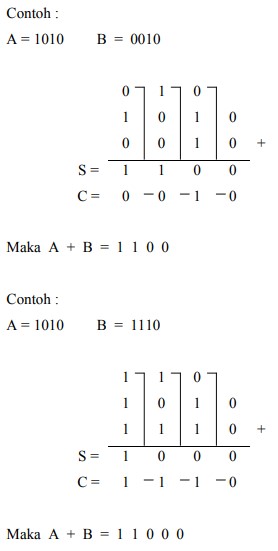 Contoh :
A = 1010 B = 0010
0 1 0
1 0 1 0
0 0 1 0 +
S = 1 1 0 0
C = 0 0 1 0
Maka A + B = 1 1 0 0
Contoh :
A = 1010 B = 1110
1 1 0
1 0 1 0
1 1 1 0 +
S = 1 0 0 0
C = 1 1 1 0
Maka A + B = 1 1 0 0 0